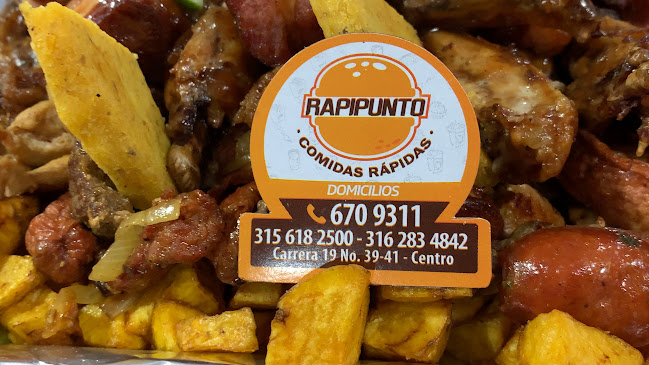 RAPIPUNTO
· COMIDAS RÁPIDAS ·
DOMICILIOS
670 9311
315 618 2500 - 316 283 4842
Carrera 19 No. 39-41 - Centro